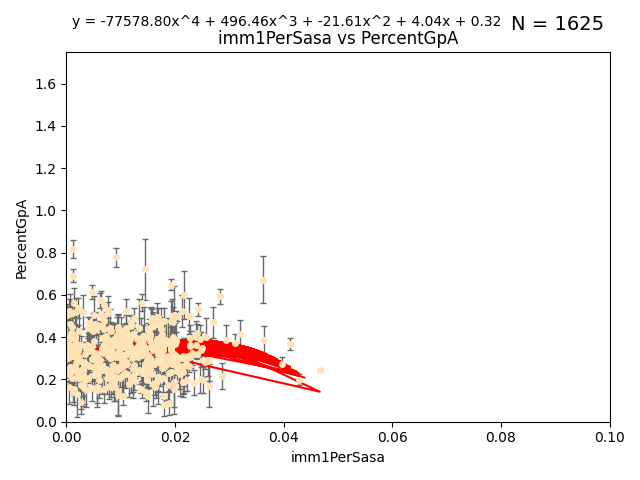 y = -77578.80x^4 + 496.46x^3 + -21.61x^2 + 4.04x + 0.32
N = 1625
imm1PerSasa vs PercentGpA
1.6
1.4
1.2
1.0
0.8
0.6
0.4
0.2
0.0
PercentGpA
0.00 0.02 0.04 0.06 0.08 0.10
imm1PerSasa